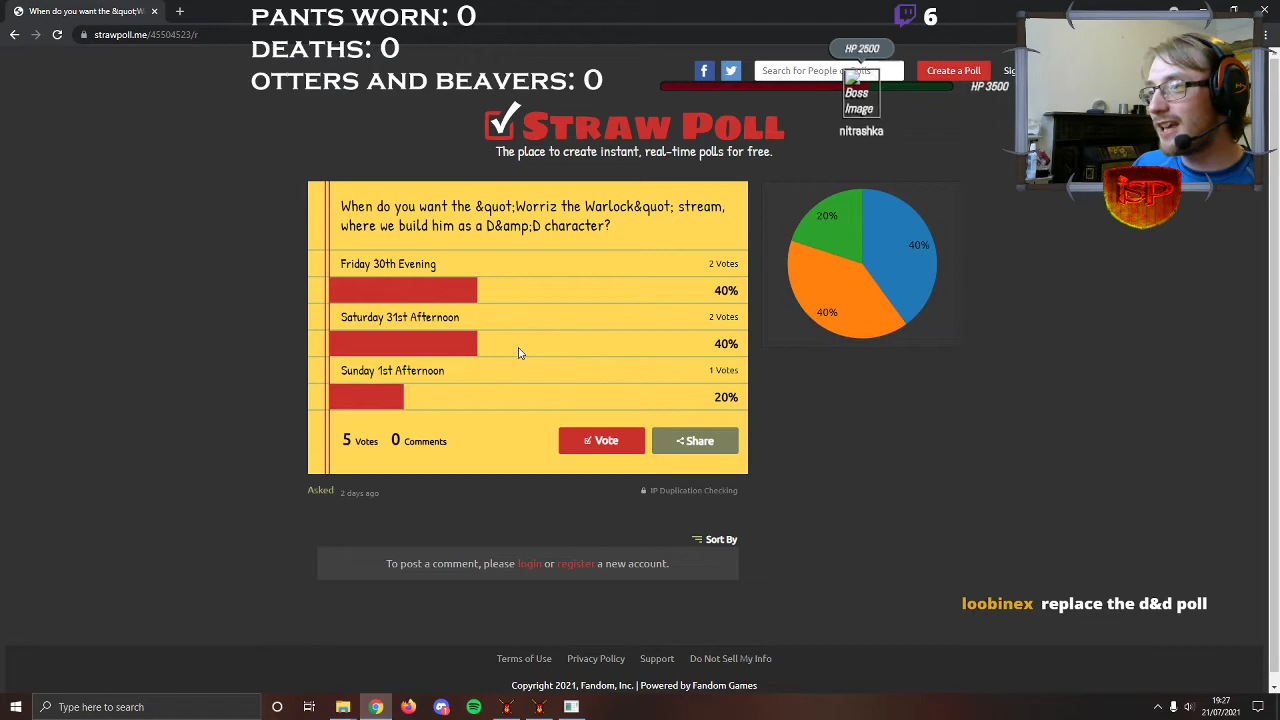 When do you want the &quotW
strawpoll.me/45504523/r
PANTS WORN: 0
DEATHS: 0
OTTERS AND BEAVERS: 0
6
HP 2500
Search for People or Polls
Create a Poll
Sig
Boss
Image
HP 3500
nitrashka
STRAW POLL
The place to create instant, real-time polls for free.
iSP
When do you want the &quot;Worriz the Warlock&quot; stream,
where we build him as a D&amp;D character?
Friday 30th Evening
2 Votes
40%
Saturday 31st Afternoon
2 Votes
40%
Sunday 1st Afternoon
1 Votes
20%
5 Votes 0 Comments
Vote
Share
20%
40%
40%
Asked 2 days ago
IP Duplication Checking
Sort By
To post a comment, please login or register a new account.
loobinex replace the d&d poll
Terms of Use Privacy Policy Support Do Not Sell My Info
Copyright 2021, Fandom, Inc. | Powered by Fandom Games
Type here to search
19:27
21/07/2021